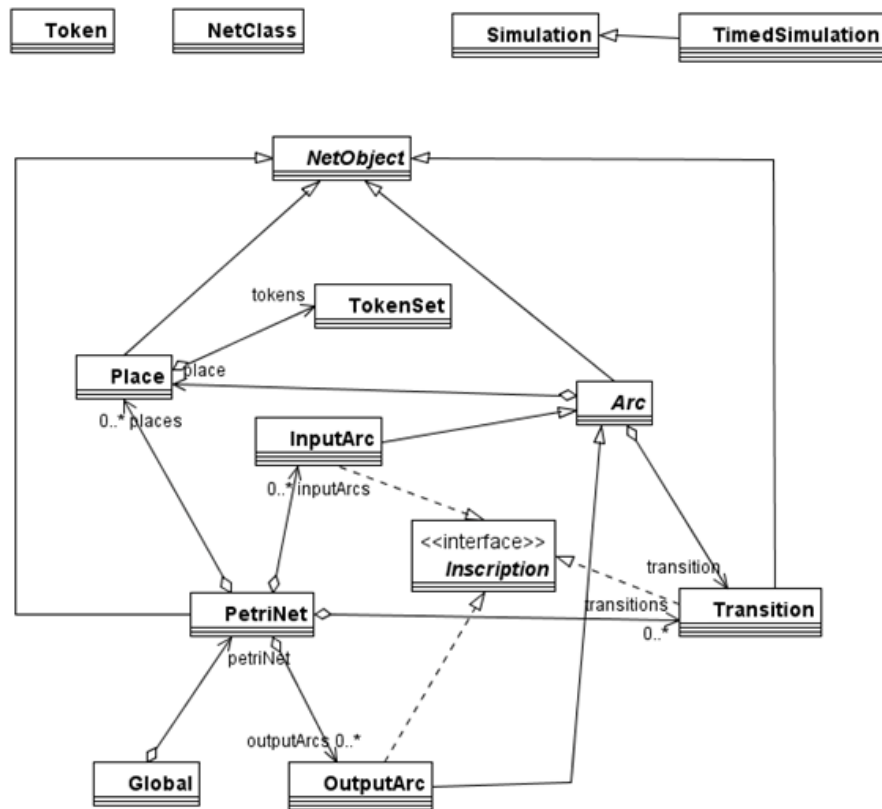 Token
NetClass
Simulation
TimedSimulation
NetObject
tokens
TokenSet
Place
place
Arc
0..* places
InputArc
0..* inputArcs
<<interface>>
Inscription
transition
PetriNet
transitions
Transition
0..*
petriNet
outputArcs 0..*
Global
OutputArc